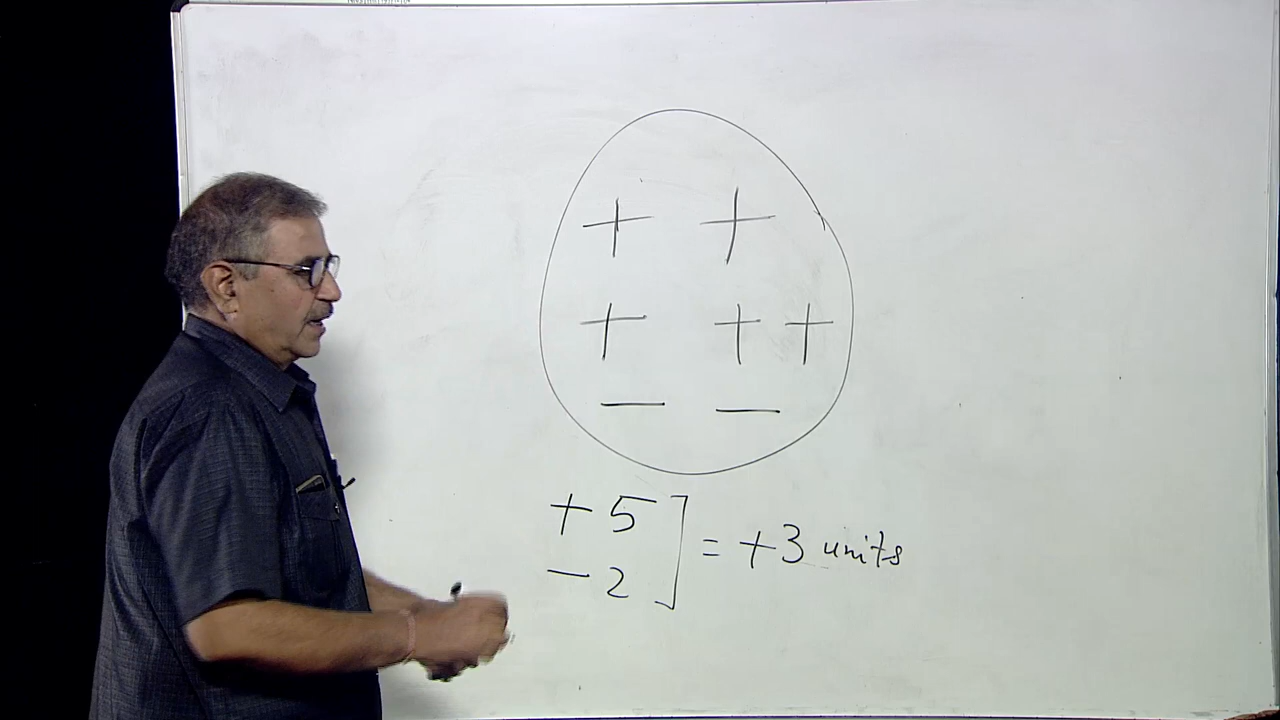 + +
+ + +
— —
+ 5
— 2 ] = +3 units